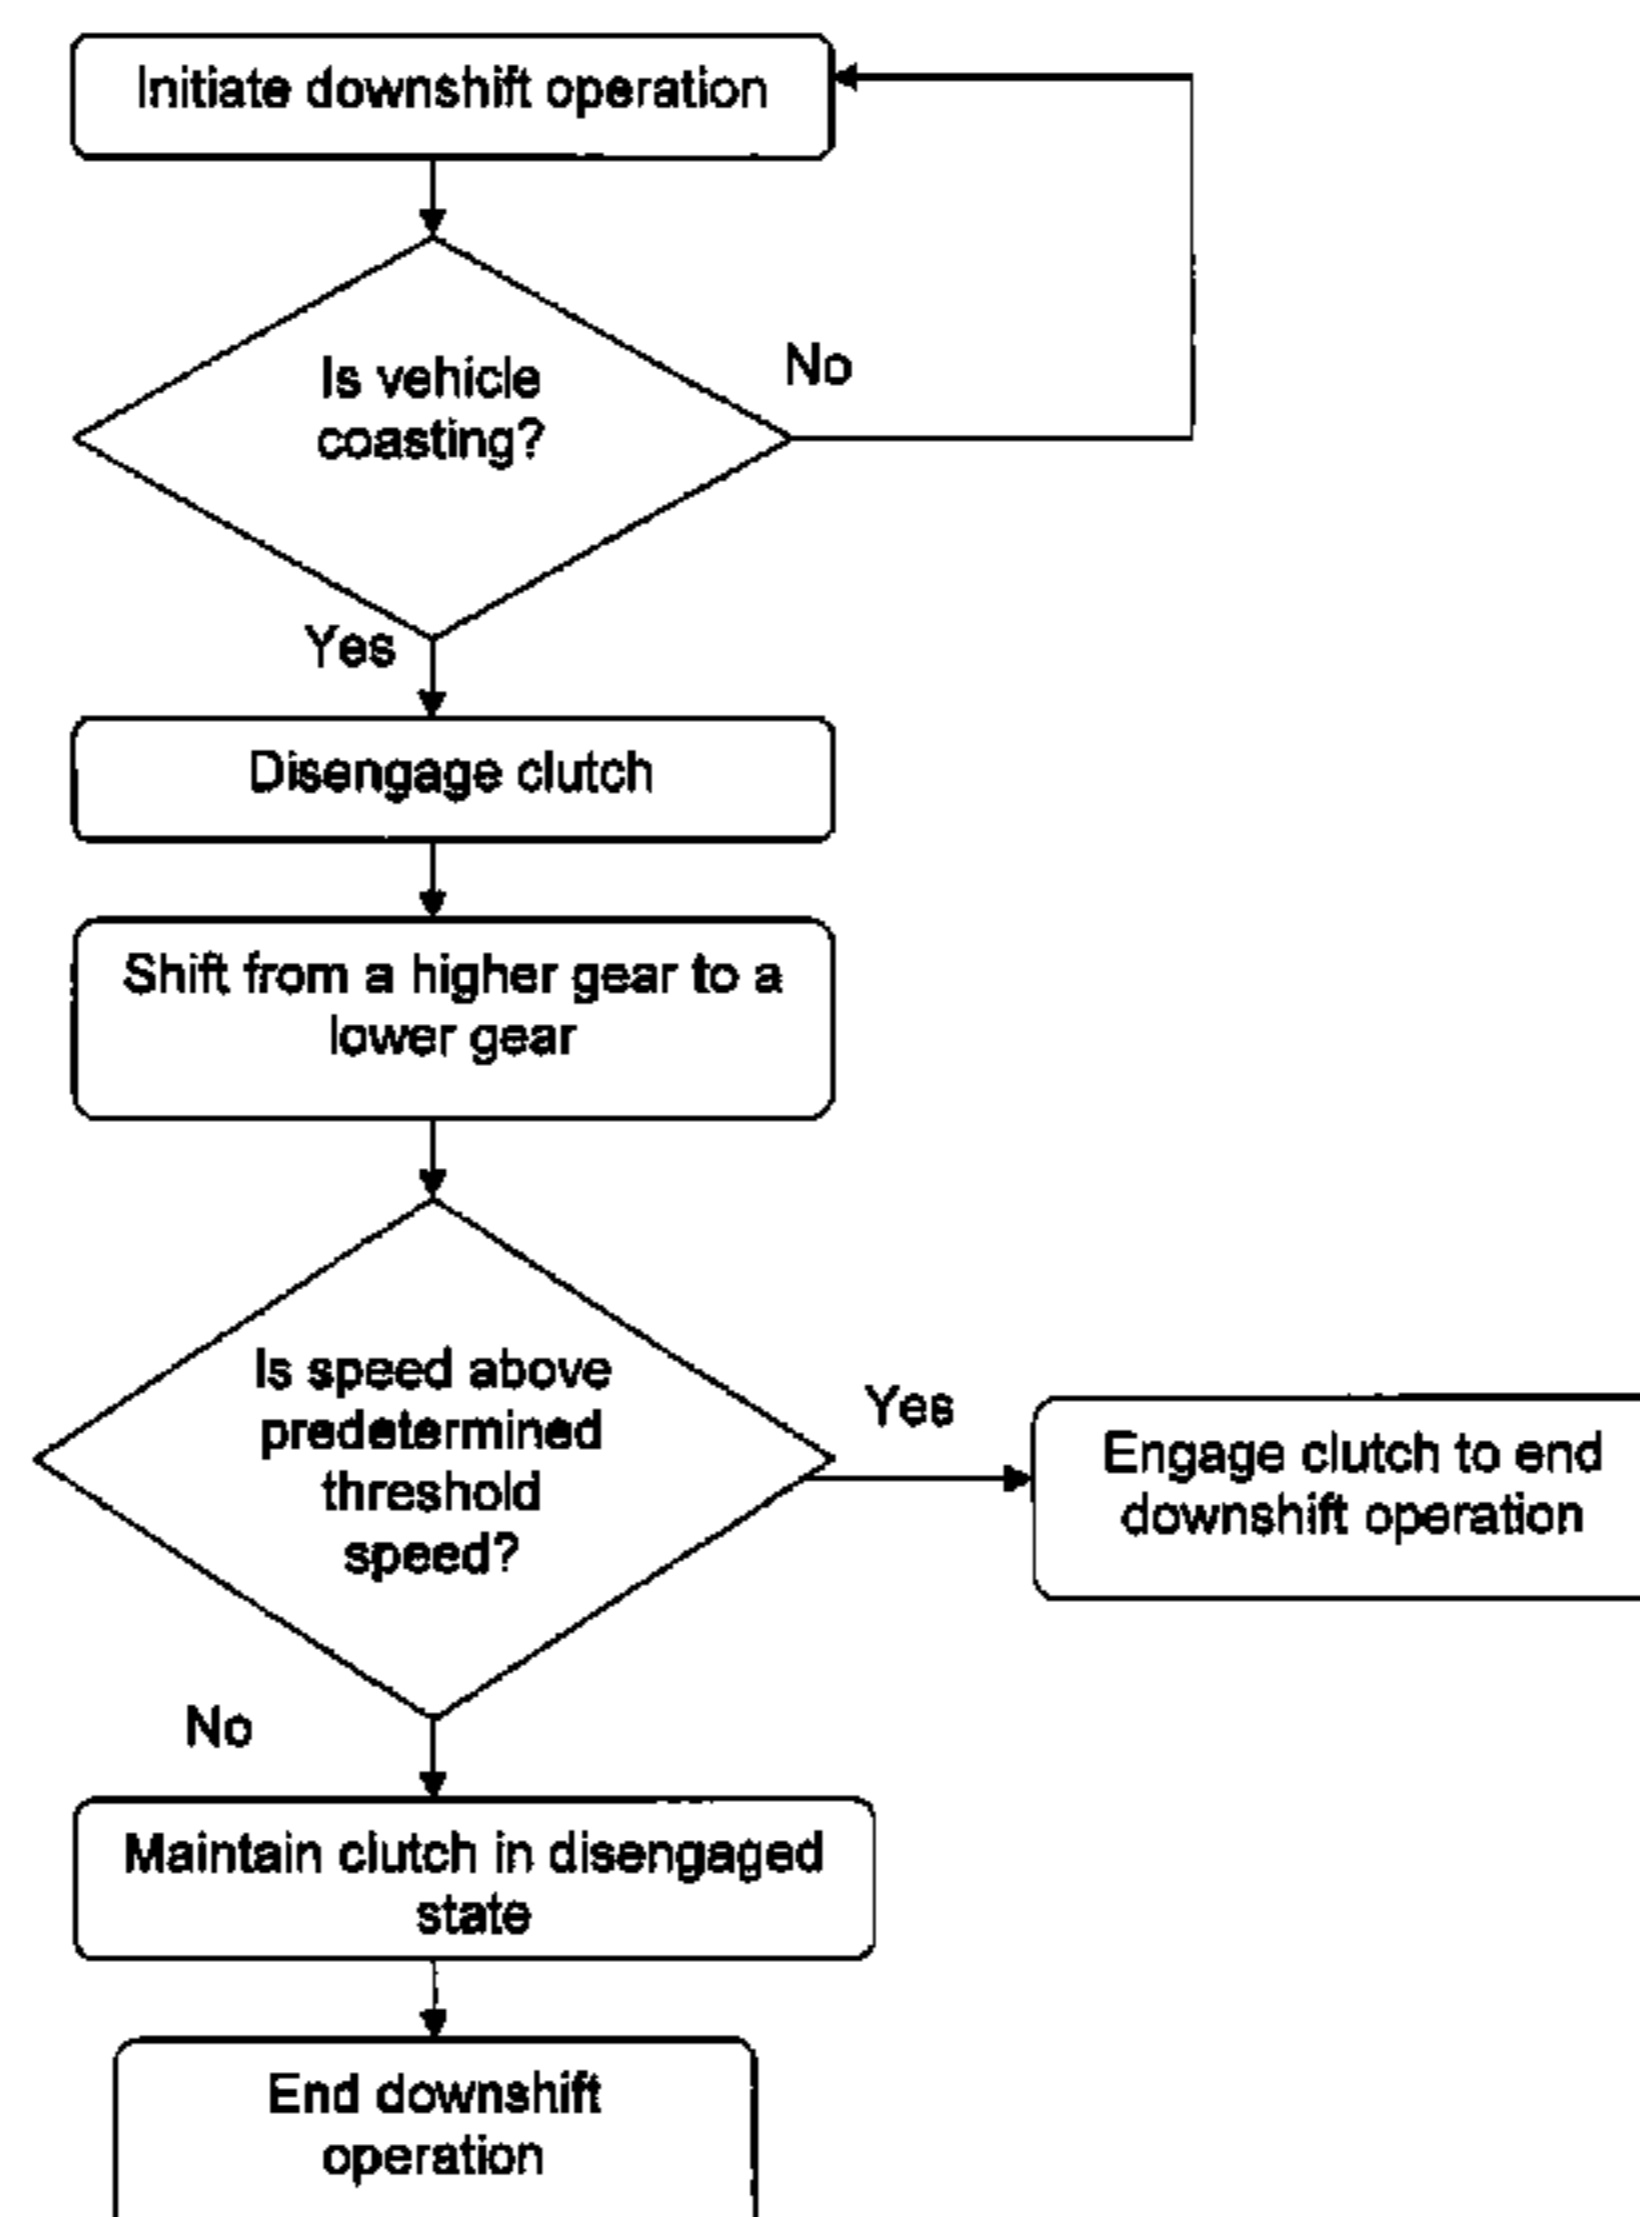 Initiate downshift operation
Is vehicle
coasting?
No
Yes
Disengage clutch
Shift from a higher gear to a
lower gear
Is speed above
predetermined
threshold
speed?
Yes
Engage clutch to end
downshift operation
No
Maintain clutch in disengaged
state
End downshift
operation